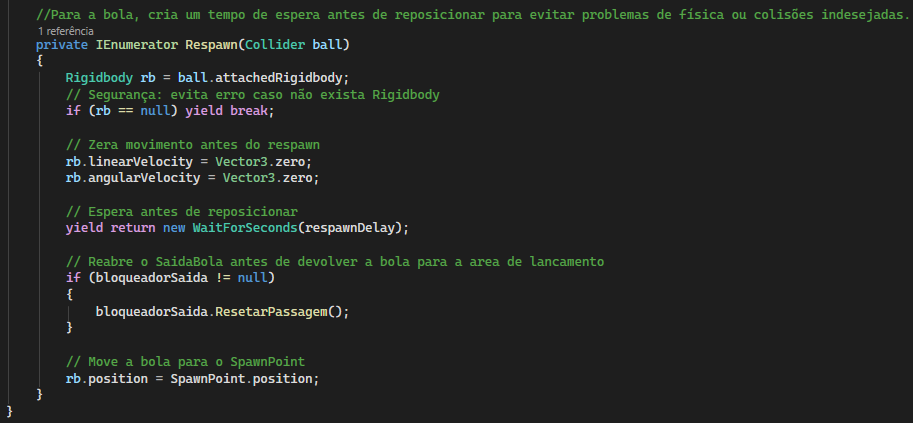 //Para a bola, cria um tempo de espera antes de reposicionar para evitar problemas de física ou colisões indesejadas.
1 referência
private IEnumerator Respawn(Collider ball)
{
Rigidbody rb = ball.attachedRigidbody;
// Segurança: evita erro caso não exista Rigidbody
if (rb == null) yield break;
// Zera movimento antes do respawn
rb.linearVelocity = Vector3.zero;
rb.angularVelocity = Vector3.zero;
// Espera antes de reposicionar
yield return new WaitForSeconds(respawnDelay);
// Reabre o SaidaBola antes de devolver a bola para a area de lancamento
if (bloqueadorSaida != null)
{
bloqueadorSaida.ResetarPassagem();
}
// Move a bola para o SpawnPoint
rb.position = SpawnPoint.position;
}
}